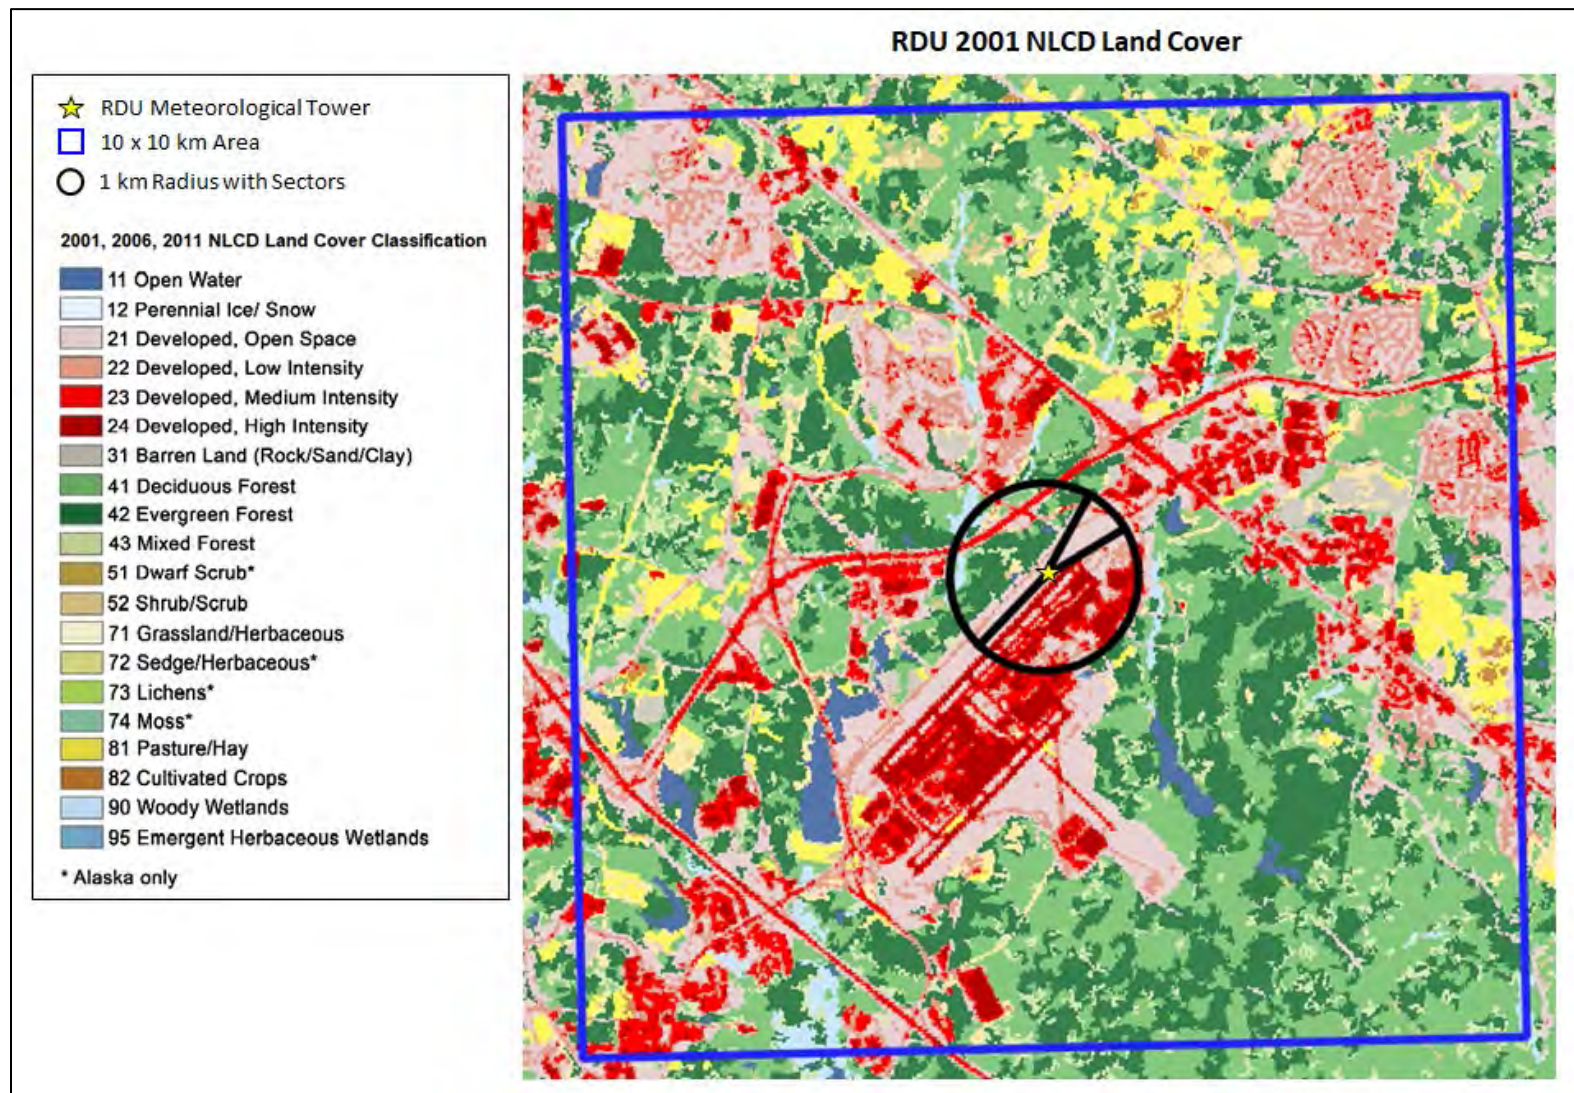 RDU 2001 NLCD Land Cover
RDU Meteorological Tower
10 x 10 km Area
1 km Radius with Sectors
2001, 2006, 2011 NLCD Land Cover Classification
11 Open Water
12 Perennial Ice/ Snow
21 Developed, Open Space
22 Developed, Low Intensity
23 Developed, Medium Intensity
24 Developed, High Intensity
31 Barren Land (Rock/Sand/Clay)
41 Deciduous Forest
42 Evergreen Forest
43 Mixed Forest
51 Dwarf Scrub*
52 Shrub/Scrub
71 Grassland/Herbaceous
72 Sedge/Herbaceous*
73 Lichens*
74 Moss*
81 Pasture/Hay
82 Cultivated Crops
90 Woody Wetlands
95 Emergent Herbaceous Wetlands
* Alaska only